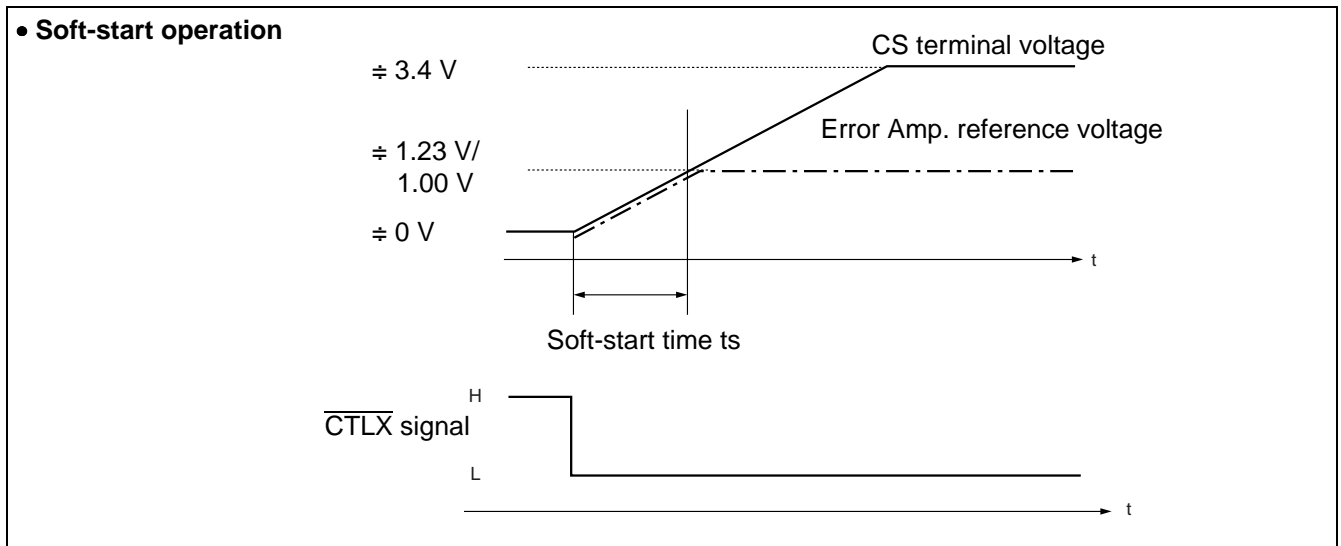 • Soft-start operation
CS terminal voltage
≑ 3.4 V
Error Amp. reference voltage
≑ 1.23 V/
1.00 V
≑ 0 V
t
Soft-start time ts
H
C̅T̅L̅X̅ signal
L
t